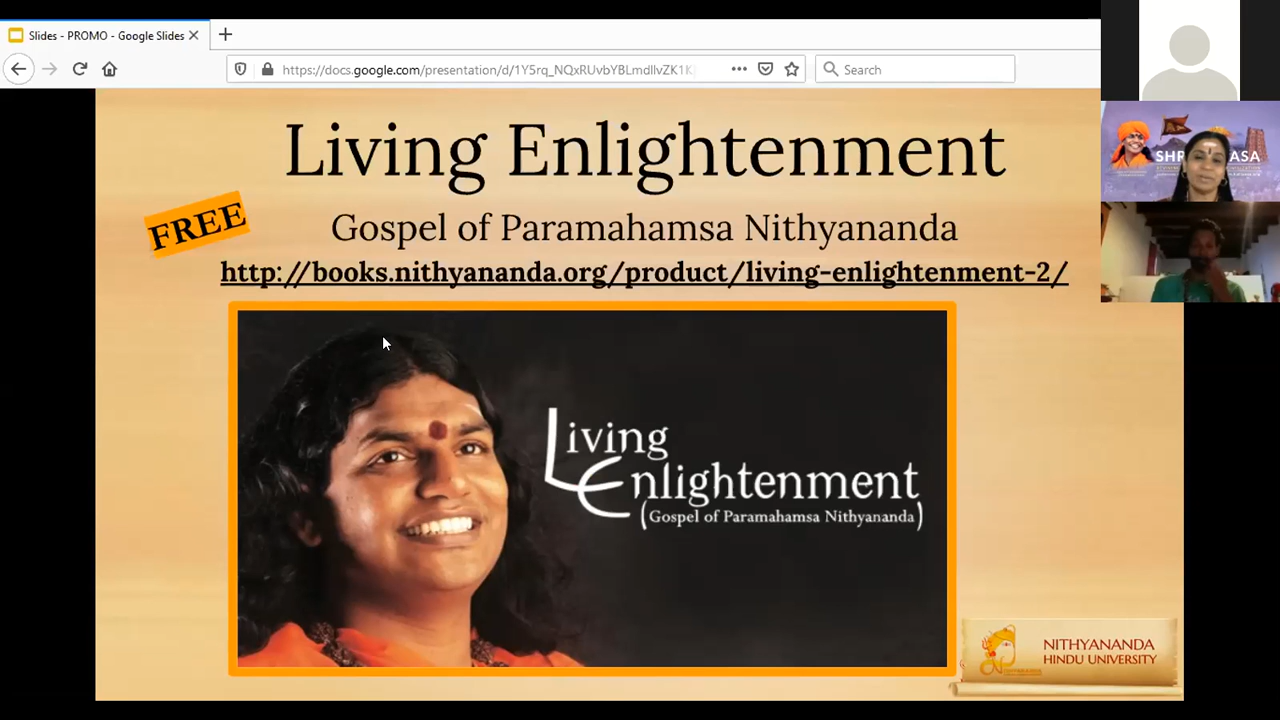 Slides - PROMO - Google Slides
https://docs.google.com/presentation/d/1Y5rq_NQxRUvbYBLmdllvZK1K
Search
Living Enlightenment
FREE
Gospel of Paramahamsa Nithyananda
http://books.nithyananda.org/product/living-enlightenment-2/
Living
Enlightenment
(Gospel of Paramahamsa Nithyananda)
NITHYANANDA
HINDU UNIVERSITY